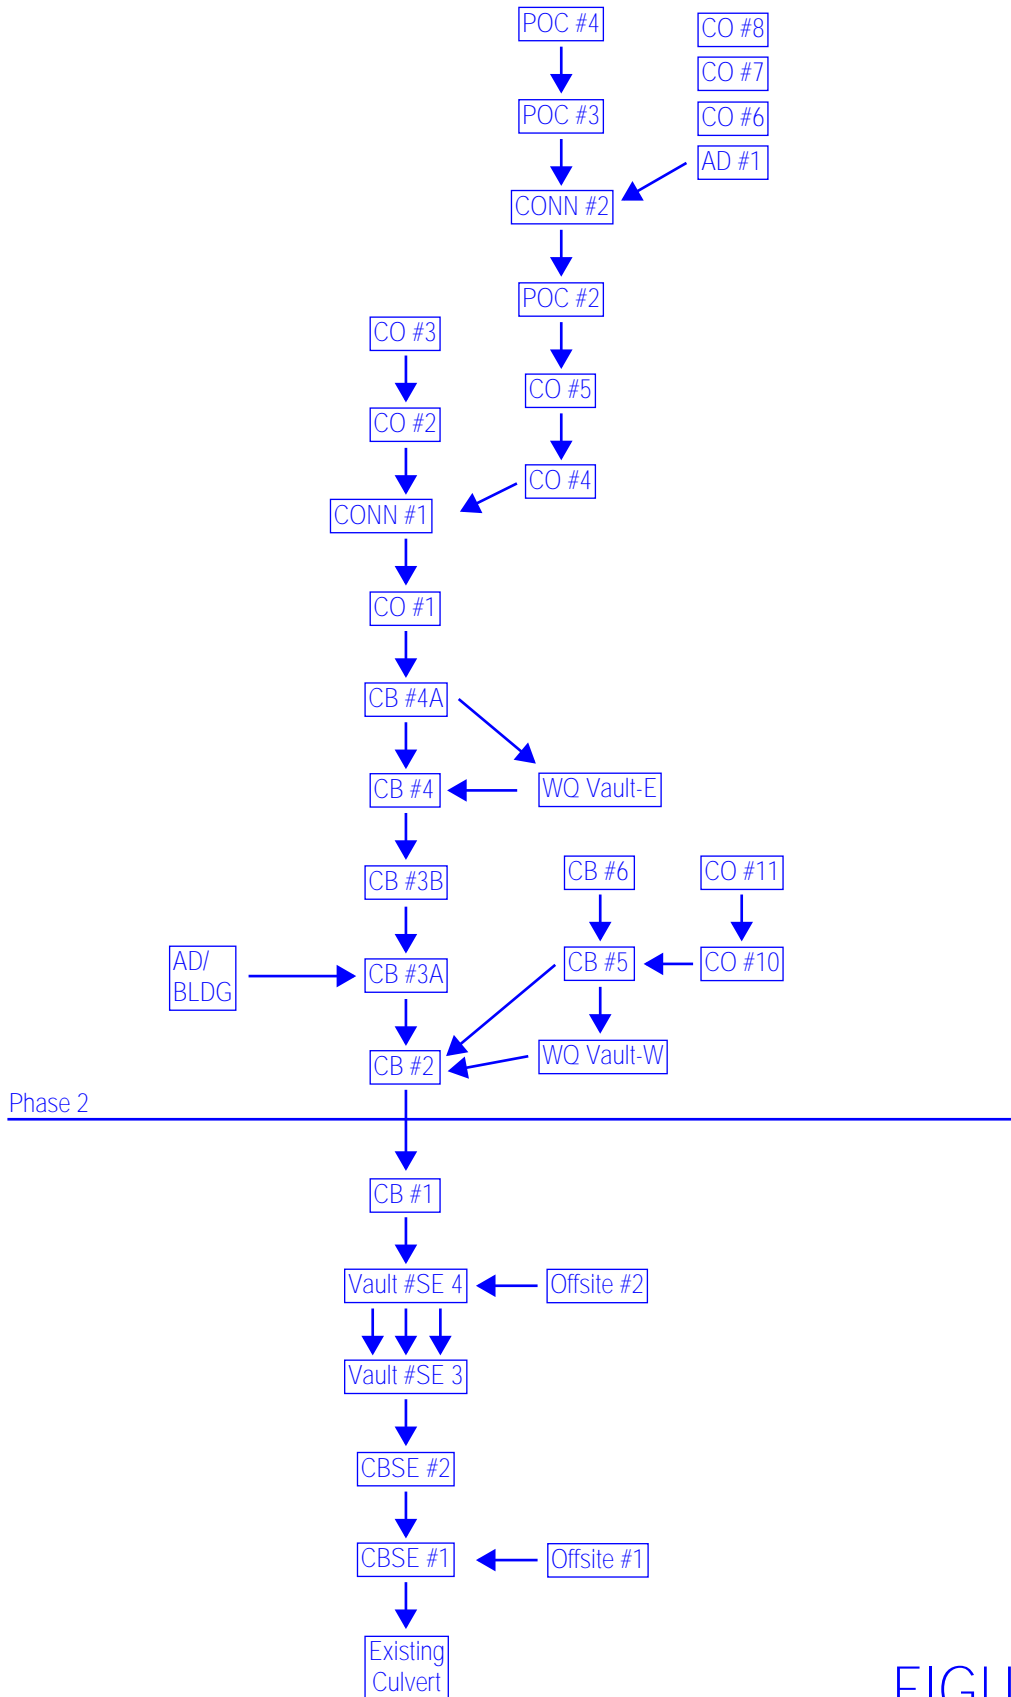 POC #4
CO #8
CO #7
POC #3
CO #6
AD #1
CONN #2
POC #2
CO #3
CO #5
CO #2
CO #4
CONN #1
CO #1
CB #4A
CB #4
WQ Vault-E
CB #3B
CB #6
CO #11
AD/
BLDG
CB #3A
CB #5
CO #10
CB #2
WQ Vault-W
Phase 2
CB #1
Vault #SE 4
Offsite #2
Vault #SE 3
CBSE #2
CBSE #1
Offsite #1
Existing
Culvert